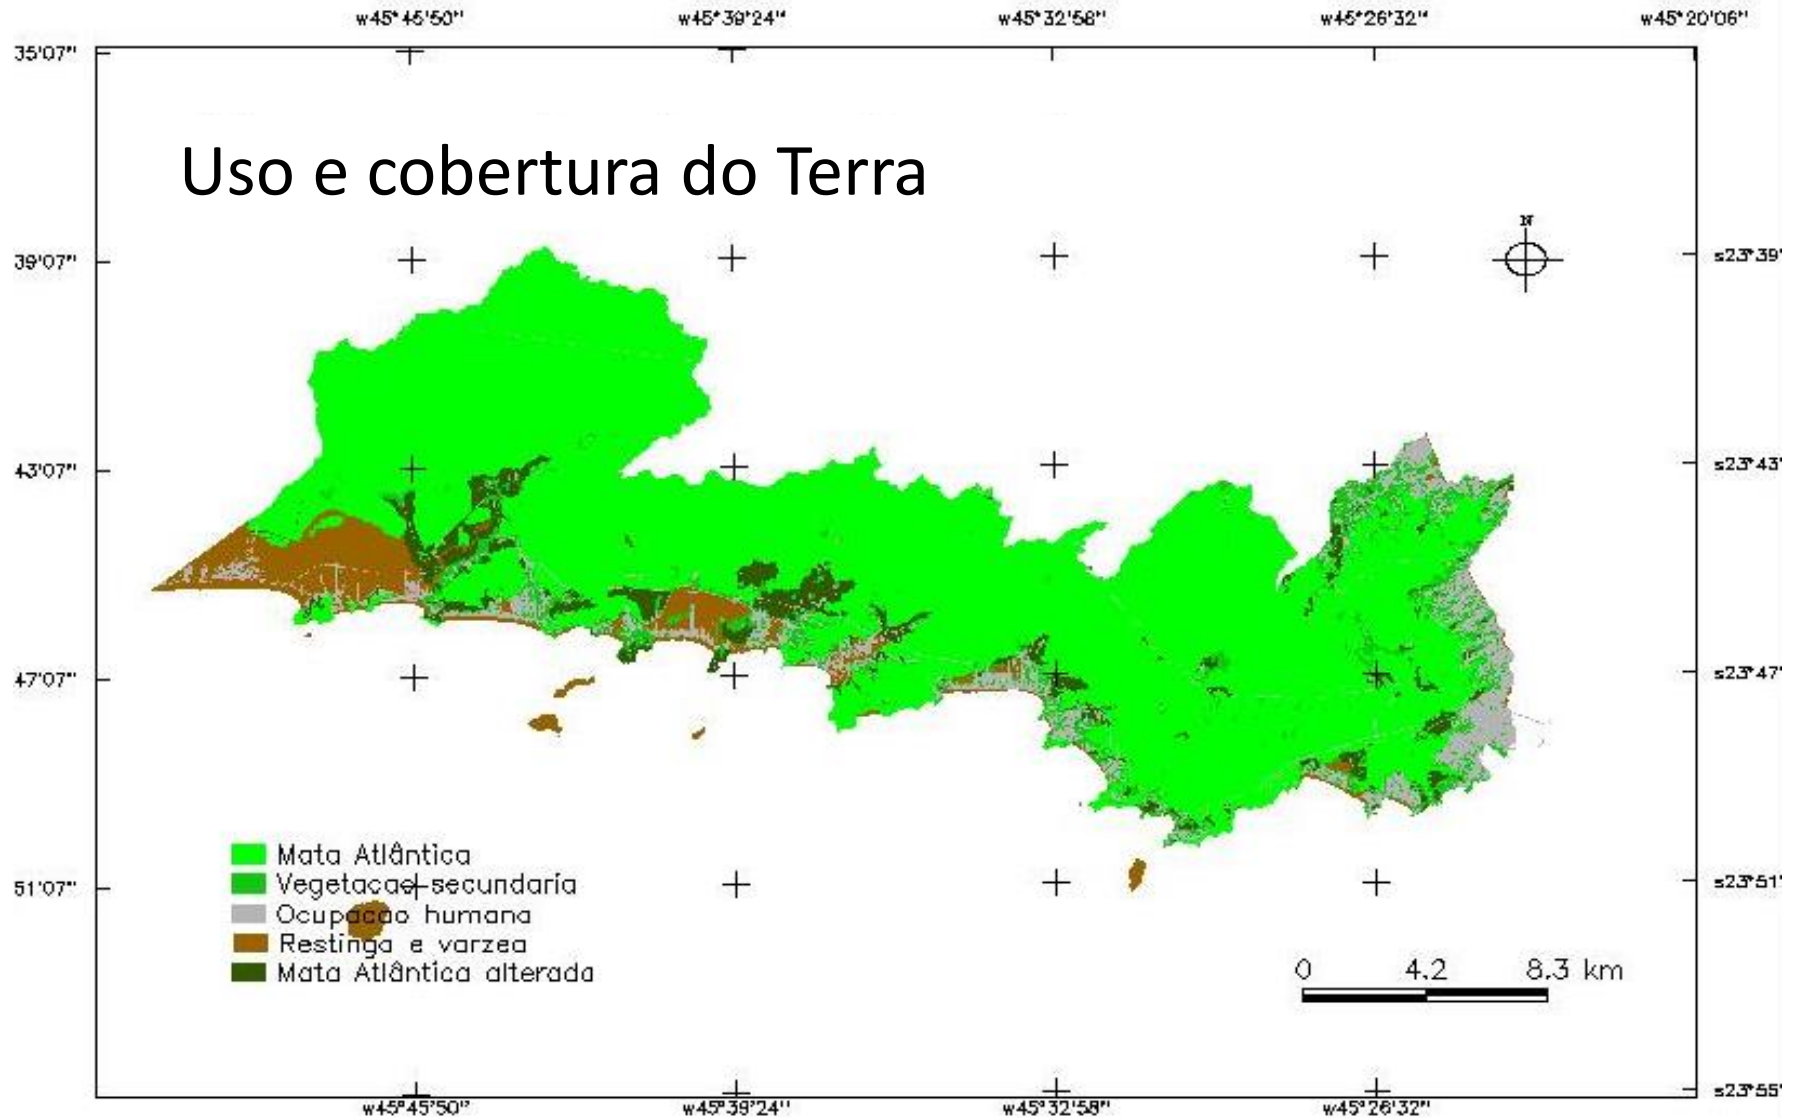 w45°45'50" w45°39'24" w45°32'58" w45°26'32" w45°20'06"
35'07"
Uso e cobertura do Terra
N
39'07" s23°39'
43'07" s23°43'
47'07" s23°47'
Mata Atlântica
Vegetacao secundaria
51'07" s23°51'
Ocupacao humana
Restinga e varzea
Mata Atlântica alterada
0 4.2 8.3 km
s23°55'
w45°45'50" w45°39'24" w45°32'58" w45°26'32"